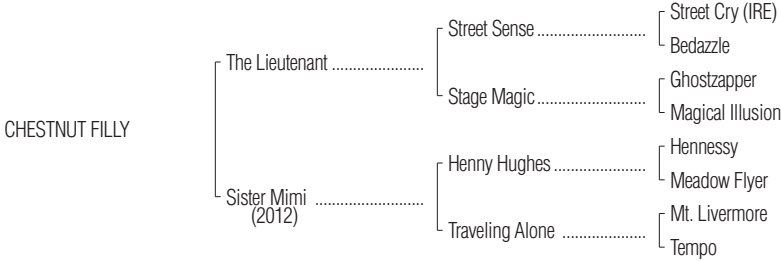 Street Cry (IRE)
Street Sense ........................
Bedazzle
The Lieutenant .....................
Ghostzapper
Stage Magic ........................
Magical Illusion
CHESTNUT FILLY
Hennessy
Henny Hughes ....................
Meadow Flyer
Sister Mimi ........................
(2012)
Mt. Livermore
Traveling Alone ..................
Tempo